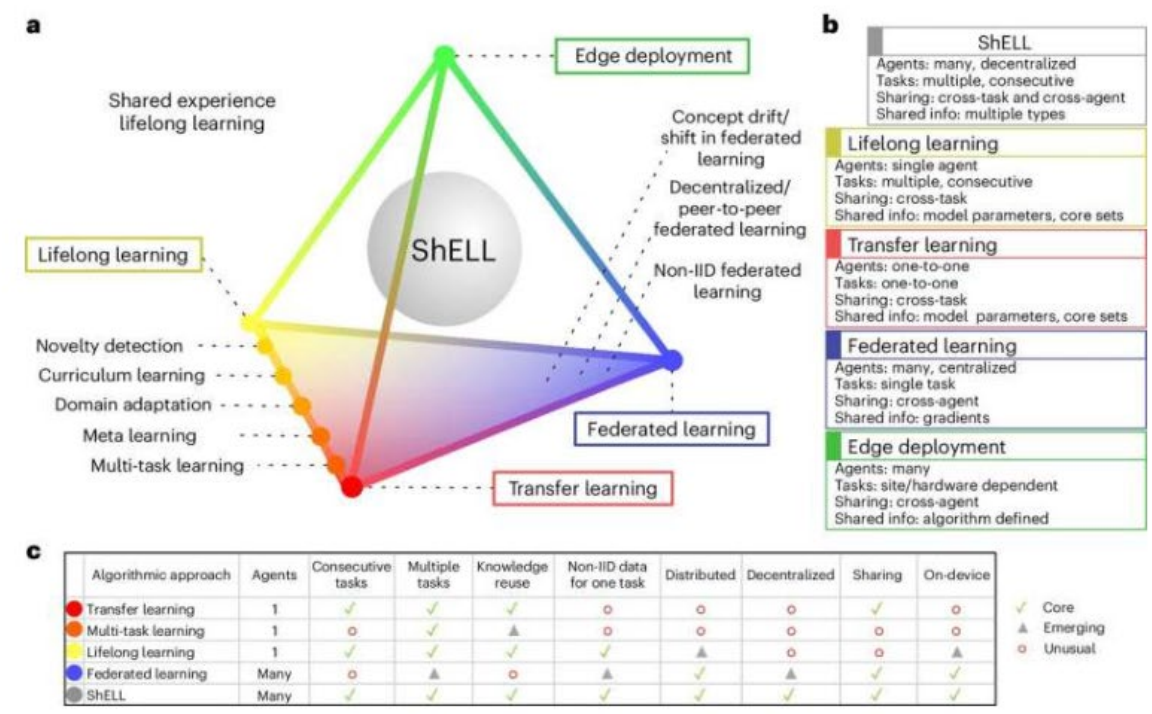 a
Edge deployment
Shared experience
lifelong learning
Concept drift/
shift in federated
learning
Decentralized/
peer-to-peer
federated learning
Non-IID federated
learning
ShELL
Lifelong learning
Novelty detection
Curriculum learning
Domain adaptation
Meta learning
Multi-task learning
Federated learning
Transfer learning
b
ShELL
Agents: many, decentralized
Tasks: multiple, consecutive
Sharing: cross-task and cross-agent
Shared info: multiple types
Lifelong learning
Agents: single agent
Tasks: multiple, consecutive
Sharing: cross-task
Shared info: model parameters, core sets
Transfer learning
Agents: one-to-one
Tasks: one-to-one
Sharing: cross-task
Shared info: model parameters, core sets
Federated learning
Agents: many, centralized
Tasks: single task
Sharing: cross-agent
Shared info: gradients
Edge deployment
Agents: many
Tasks: site/hardware dependent
Sharing: cross-agent
Shared info: algorithm defined
c
Algorithmic approach Agents Consecutive tasks Multiple tasks Knowledge reuse Non-IID data for one task Distributed Decentralized Sharing On-device
Transfer learning 1 ✓ ✓ ✓ ○ ○ ○ ✓ ○
Multi-task learning 1 ○ ✓ ▲ ○ ○ ○ ○ ○
Lifelong learning 1 ✓ ✓ ✓ ✓ ▲ ○ ○ ▲
Federated learning Many ○ ▲ ○ ▲ ✓ ▲ ✓ ✓
ShELL Many ✓ ✓ ✓ ✓ ✓ ✓ ✓ ✓
✓ Core
▲ Emerging
○ Unusual